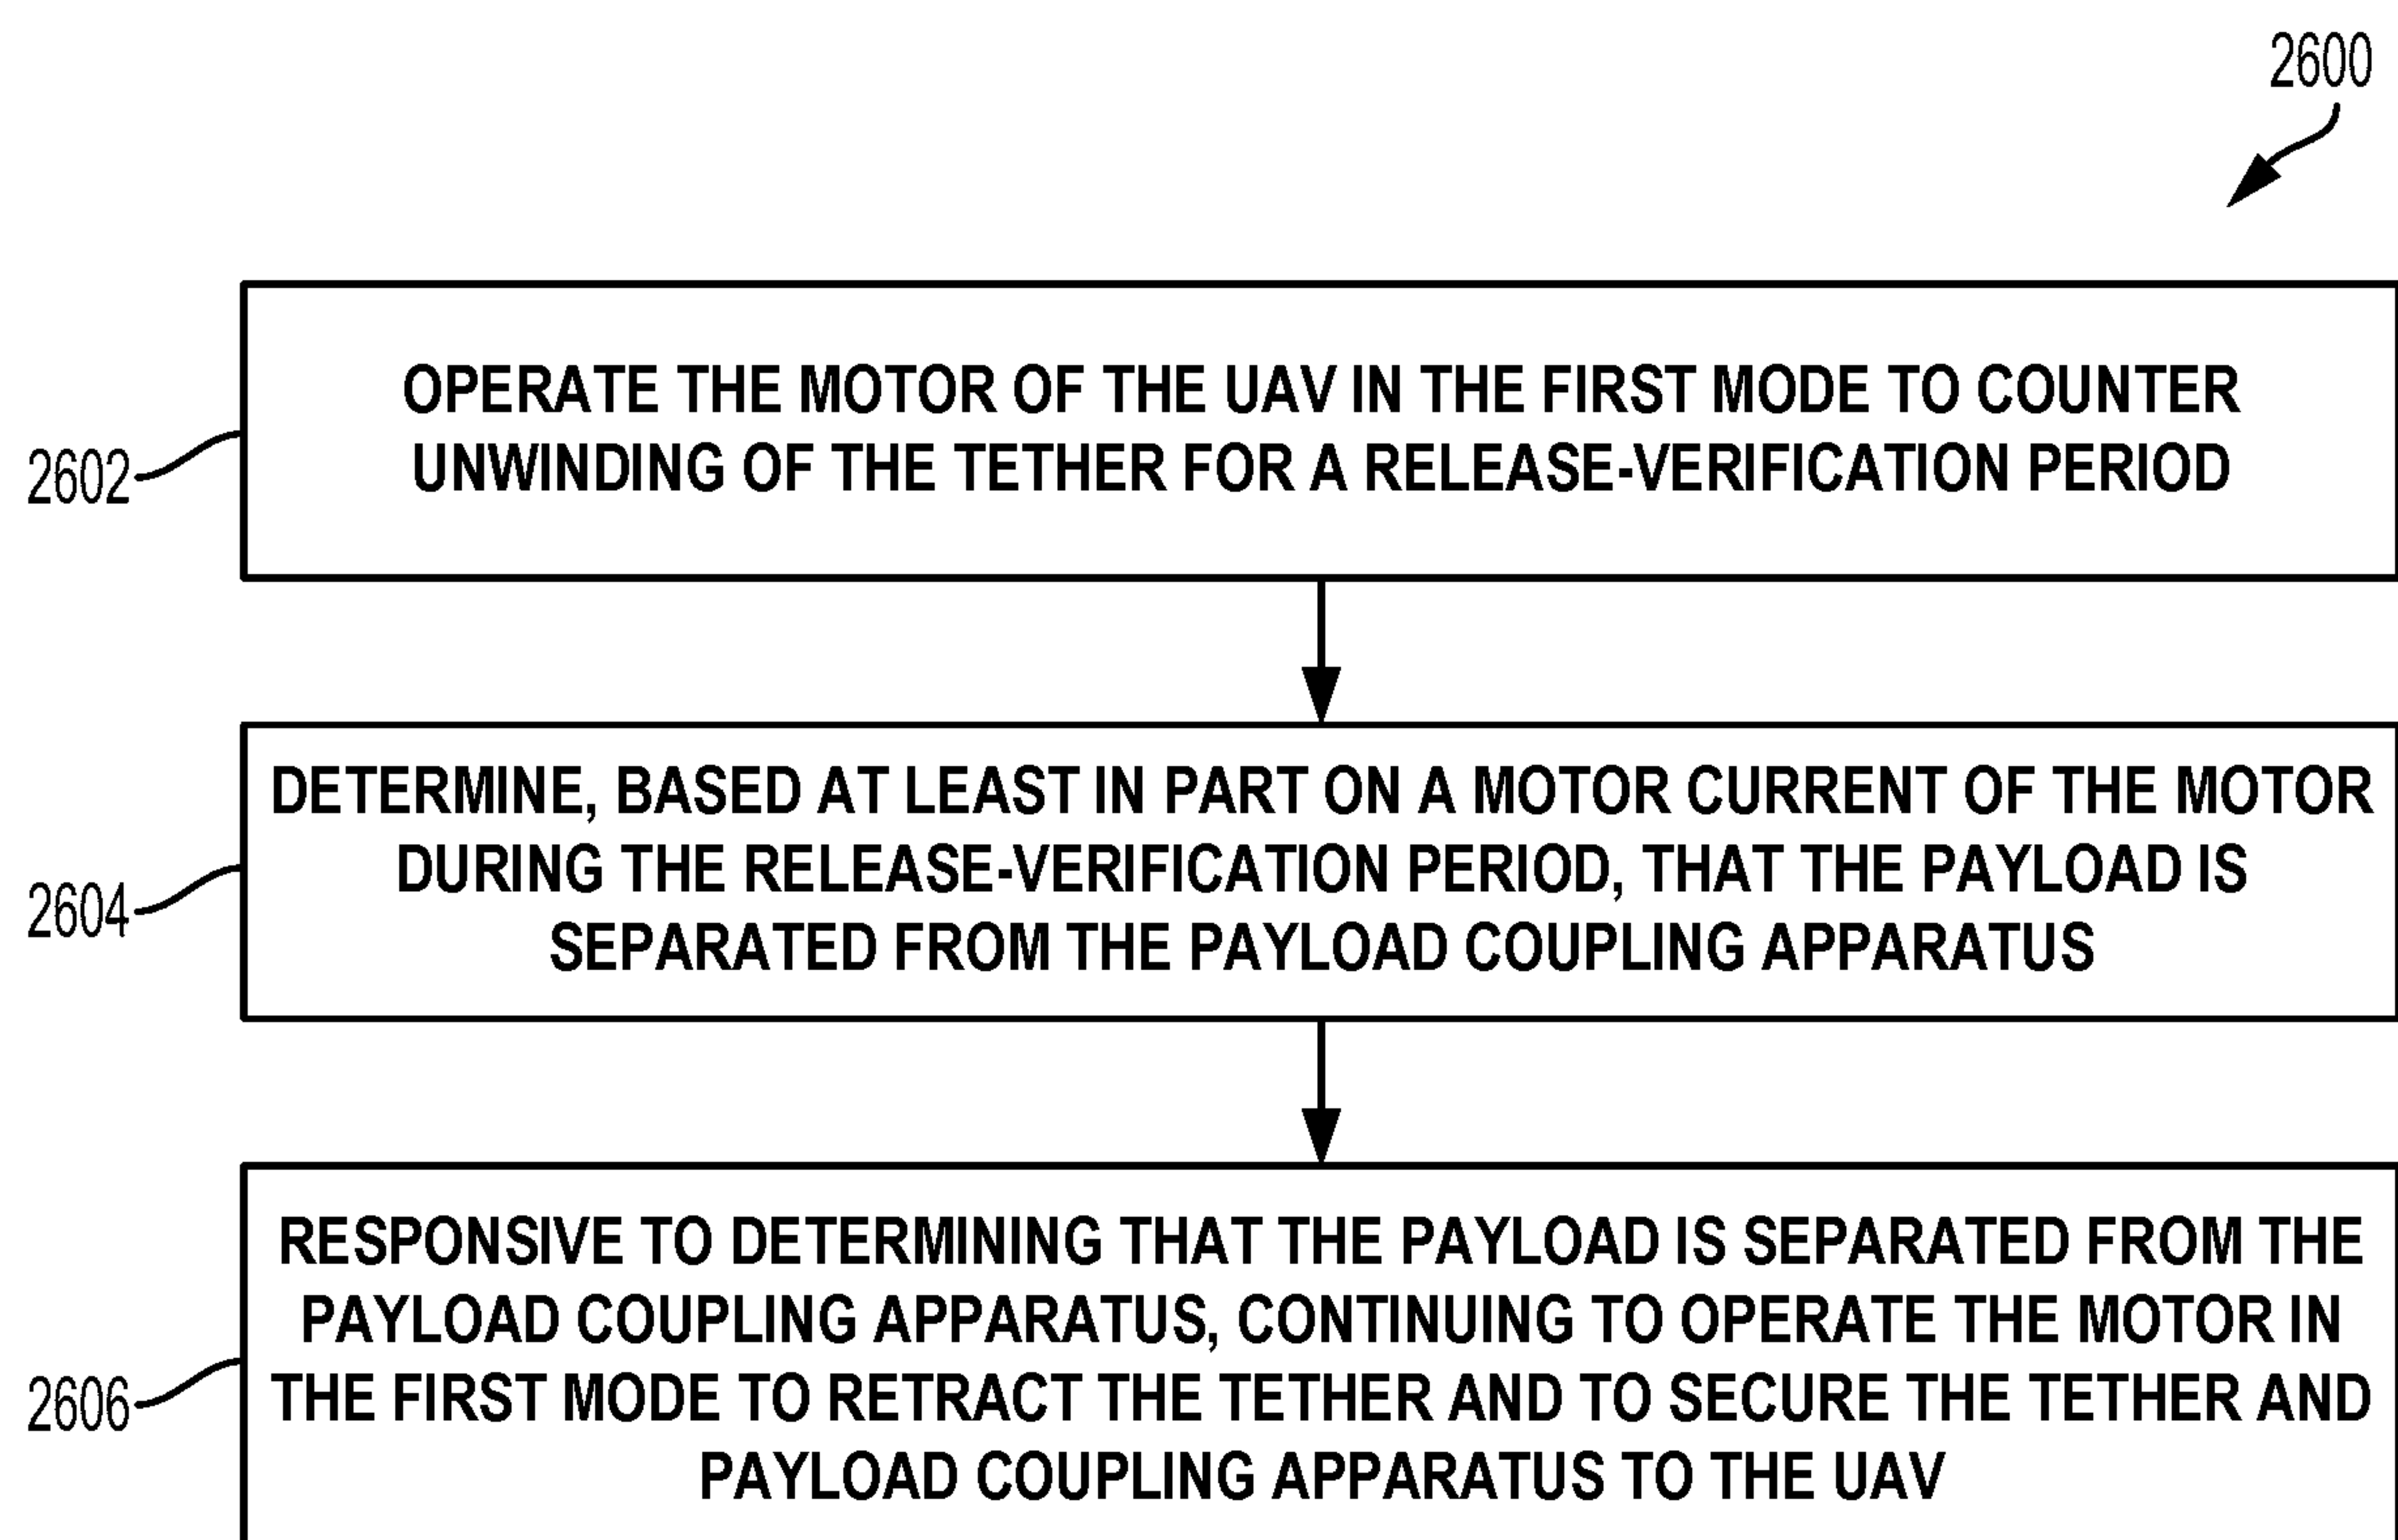 2600
OPERATE THE MOTOR OF THE UAV IN THE FIRST MODE TO COUNTER
UNWINDING OF THE TETHER FOR A RELEASE-VERIFICATION PERIOD
2602
DETERMINE, BASED AT LEAST IN PART ON A MOTOR CURRENT OF THE MOTOR
DURING THE RELEASE-VERIFICATION PERIOD, THAT THE PAYLOAD IS
SEPARATED FROM THE PAYLOAD COUPLING APPARATUS
2604
RESPONSIVE TO DETERMINING THAT THE PAYLOAD IS SEPARATED FROM THE
PAYLOAD COUPLING APPARATUS, CONTINUING TO OPERATE THE MOTOR IN
THE FIRST MODE TO RETRACT THE TETHER AND TO SECURE THE TETHER AND
PAYLOAD COUPLING APPARATUS TO THE UAV
2606